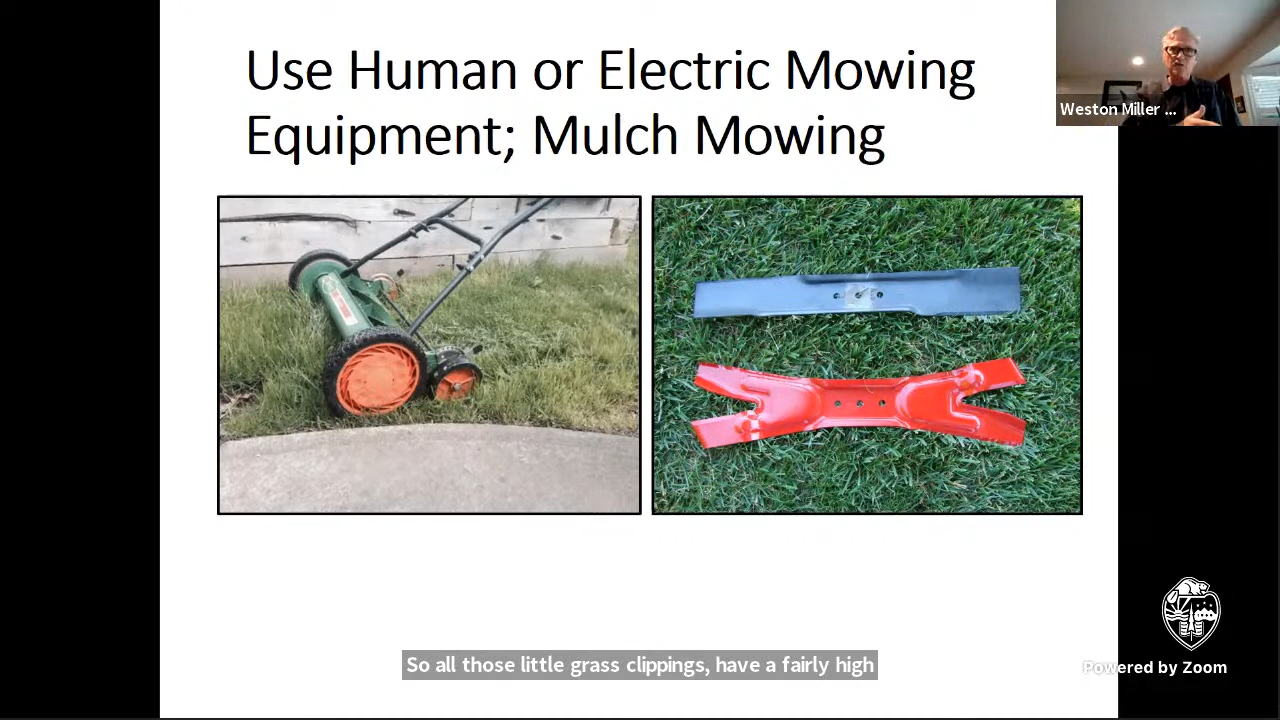 Use Human or Electric Mowing
Equipment; Mulch Mowing
Weston Miller ...
So all those little grass clippings, have a fairly high
Powered by Zoom